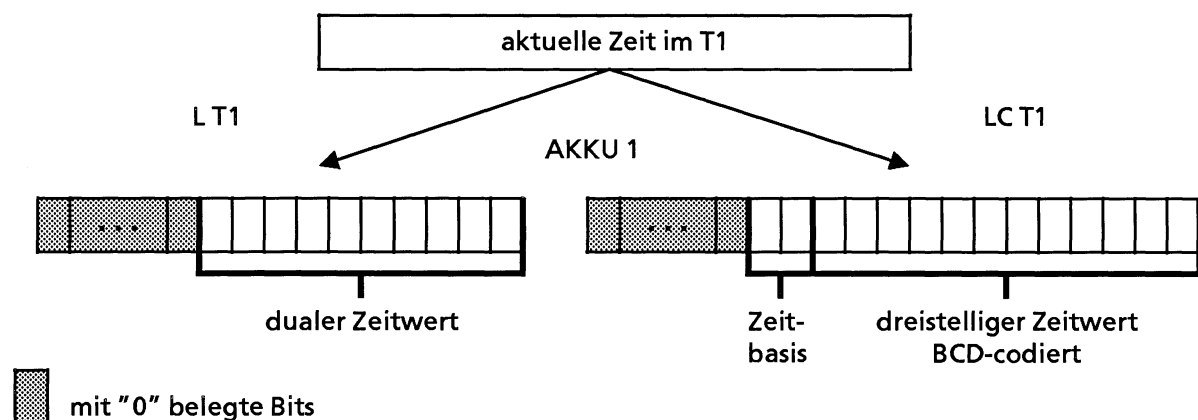 aktuelle Zeit im T1
L T1
LC T1
AKKU 1
...
...
dualer Zeitwert
Zeit-
basis
dreistelliger Zeitwert
BCD-codiert
mit "0" belegte Bits